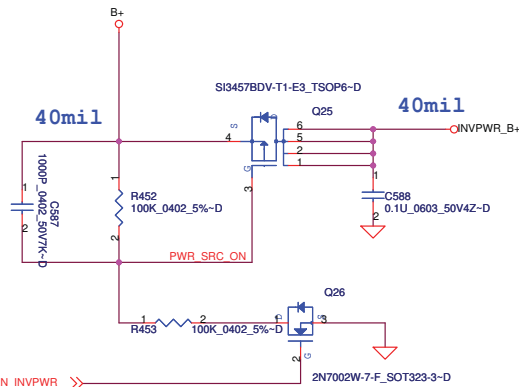 B+
SI3457BDV-T1-E3_TSOP6~D
Q25
40mil
40mil
S
4
6
5
2
1
INVPWR_B+
G
3
1
C587
1000P_0402_50V7K~D
2
1
R452
100K_0402_5%~D
2
1
C588
0.1U_0603_50V4Z~D
2
PWR_SRC_ON
Q26
1
2
R453
100K_0402_5%~D
D
1
S
3
2
G
N_INVPWR
2N7002W-7-F_SOT323-3~D